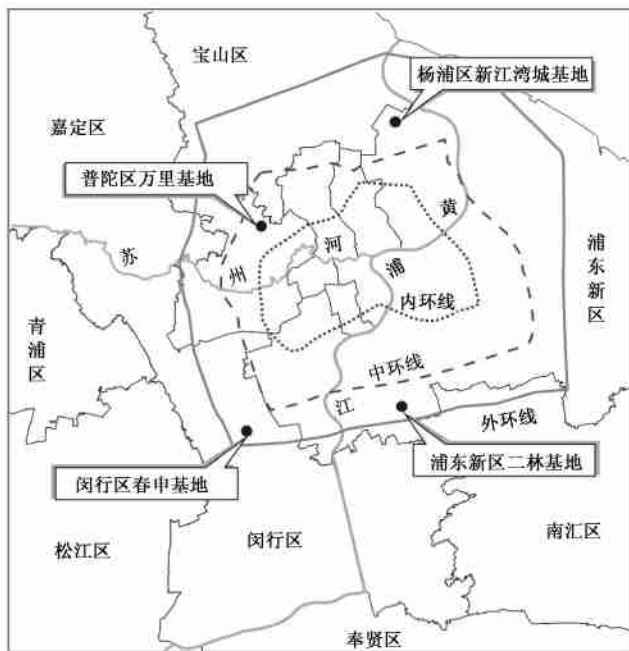 宝山区
杨浦区新江湾城基地
嘉定区
普陀区万里基地
苏
州
河
黄
浦
江
浦东新区
内环线
青浦区
中环线
外环线
闵行区春申基地
浦东新区二林基地
松江区
闵行区
南汇区
奉贤区